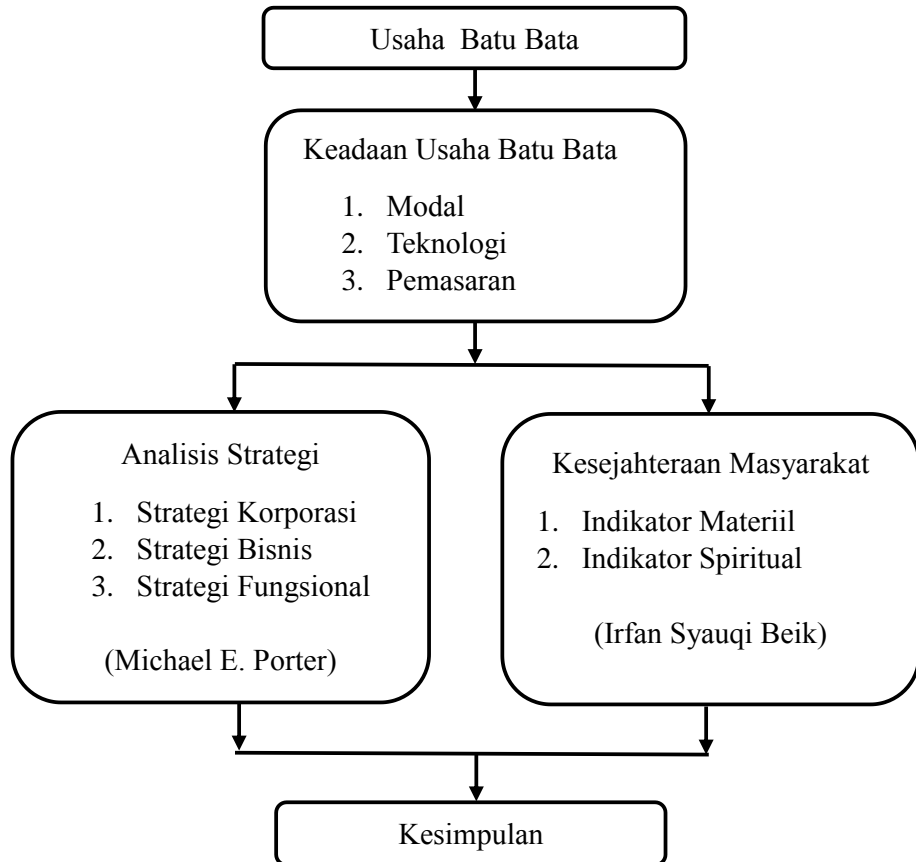 Usaha Batu Bata
Keadaan Usaha Batu Bata
1. Modal
2. Teknologi
3. Pemasaran
Analisis Strategi
1. Strategi Korporasi
2. Strategi Bisnis
3. Strategi Fungsional
(Michael E. Porter)
Kesejahteraan Masyarakat
1. Indikator Materiil
2. Indikator Spiritual
(Irfan Syauqi Beik)
Kesimpulan